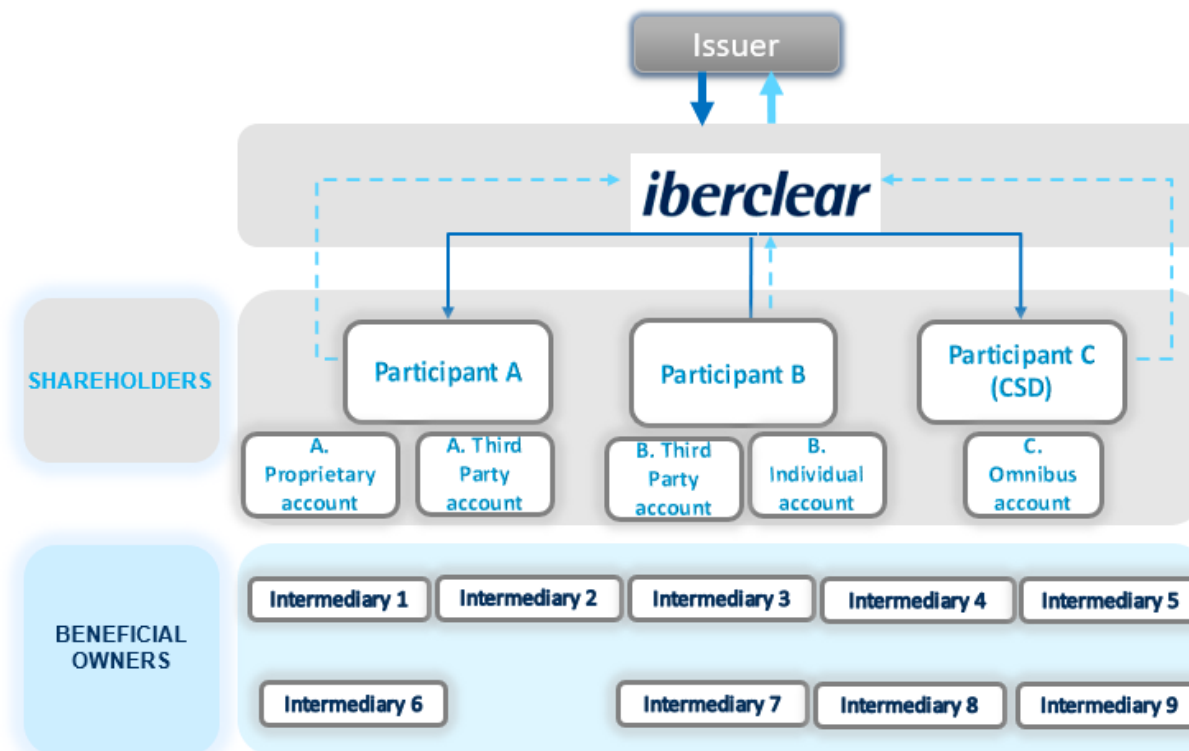 Issuer
iberclear
SHAREHOLDERS
Participant A
Participant B
Participant C
(CSD)
A.
Proprietary
account
A. Third
Party
account
B. Third
Party
account
B.
Individual
account
C.
Omnibus
account
BENEFICIAL
OWNERS
Intermediary 1
Intermediary 2
Intermediary 3
Intermediary 4
Intermediary 5
Intermediary 6
Intermediary 7
Intermediary 8
Intermediary 9